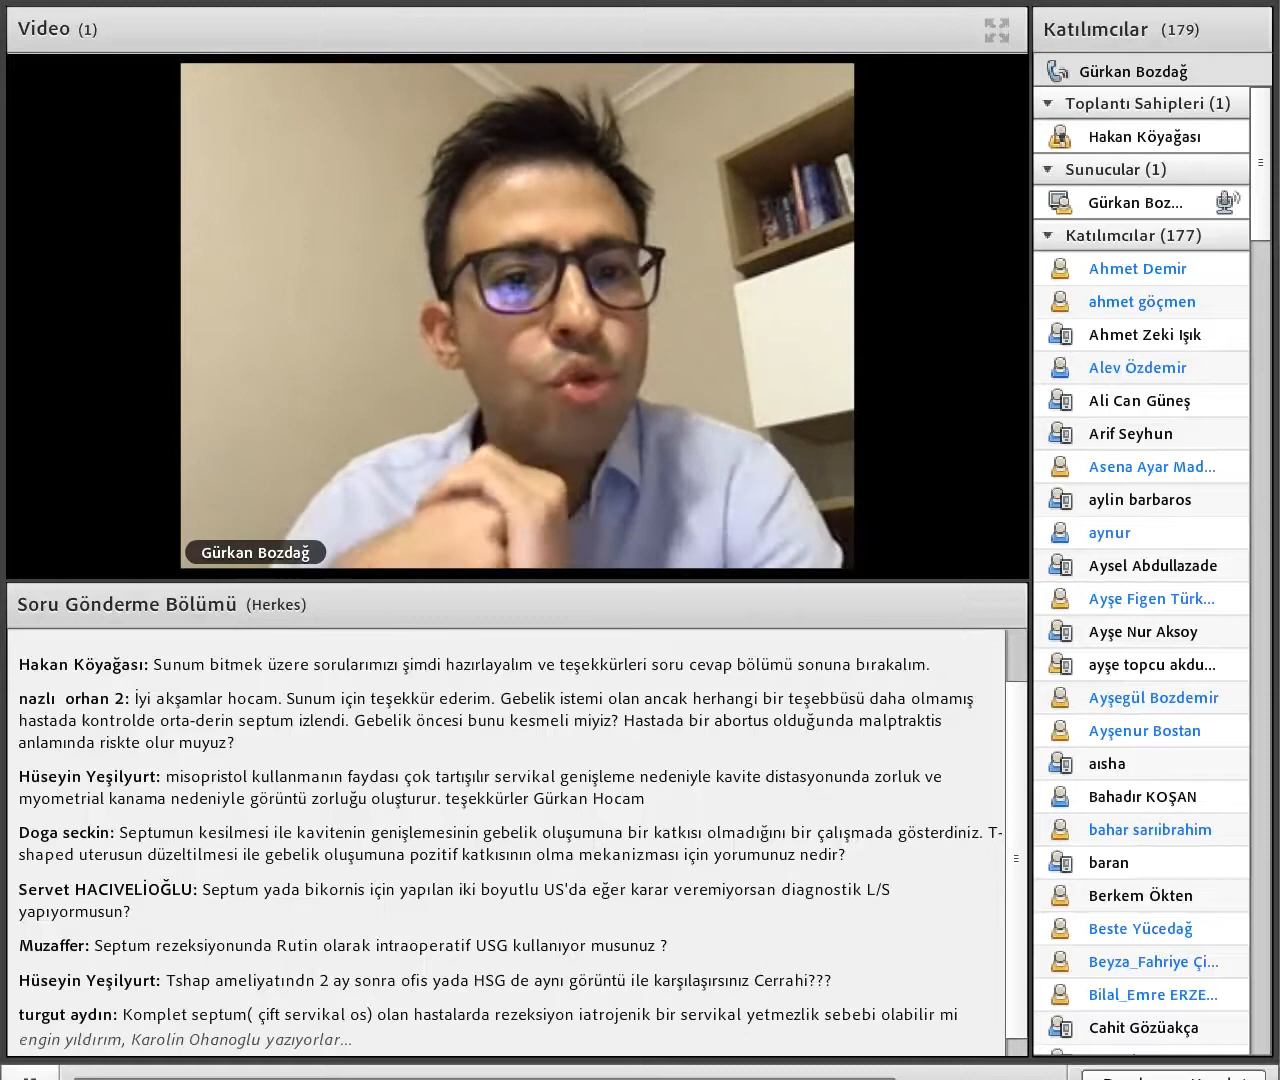 Video (1)
Gürkan Bozdağ
Soru Gönderme Bölümü (Herkes)
Hakan Köyağası: Sunum bitmek üzere sorularımızı şimdi hazırlayalım ve teşekkürleri soru cevap bölümü sonuna bırakalım.
nazlı orhan 2: İyi akşamlar hocam. Sunum için teşekkür ederim. Gebelik istemi olan ancak herhangi bir teşebbüsü daha olmamış
hastada kontrolde orta-derin septum izlendi. Gebelik öncesi bunu kesmeli miyiz? Hastada bir abortus olduğunda malptraktis
anlamında riskte olur muyuz?
Hüseyin Yeşilyurt: misopristol kullanmanın faydası çok tartışılır servikal genişleme nedeniyle kavite distasyonunda zorluk ve
myometrial kanama nedeniyle görüntü zorluğu oluşturur. teşekkürler Gürkan Hocam
Doga seckin: Septumun kesilmesi ile kavitenin genişlemesinin gebelik oluşumuna bir katkısı olmadığını bir çalışmada gösterdiniz. T-
shaped uterusun düzeltilmesi ile gebelik oluşumuna pozitif katkısının olma mekanizması için yorumunuz nedir?
Servet HACIVELİOĞLU: Septum yada bikornis için yapılan iki boyutlu US'da eğer karar veremiyorsan diagnostik L/S
yapıyormusun?
Muzaffer: Septum rezeksiyonunda Rutin olarak intraoperatif USG kullanıyor musunuz ?
Hüseyin Yeşilyurt: Tshap ameliyatındn 2 ay sonra ofis yada HSG de aynı görüntü ile karşılaşırsınız Cerrahi???
turgut aydın: Komplet septum( çift servikal os) olan hastalarda rezeksiyon iatrojenik bir servikal yetmezlik sebebi olabilir mi
engin yıldırım, Karolin Ohanoglu yazıyorlar...
Katılımcılar (179)
Gürkan Bozdağ
Toplantı Sahipleri (1)
Hakan Köyağası
Sunucular (1)
Gürkan Boz...
Katılımcılar (177)
Ahmet Demir
ahmet göçmen
Ahmet Zeki Işık
Alev Özdemir
Ali Can Güneş
Arif Seyhun
Asena Ayar Mad...
aylin barbaros
aynur
Aysel Abdullazade
Ayşe Figen Türk...
Ayşe Nur Aksoy
ayşe topcu akdu...
Ayşegül Bozdemir
Ayşenur Bostan
aısha
Bahadır KOŞAN
bahar sarııbrahim
baran
Berkem Ökten
Beste Yücedağ
Beyza_Fahriye Çi...
Bilal_Emre ERZE...
Cahit Gözüakça